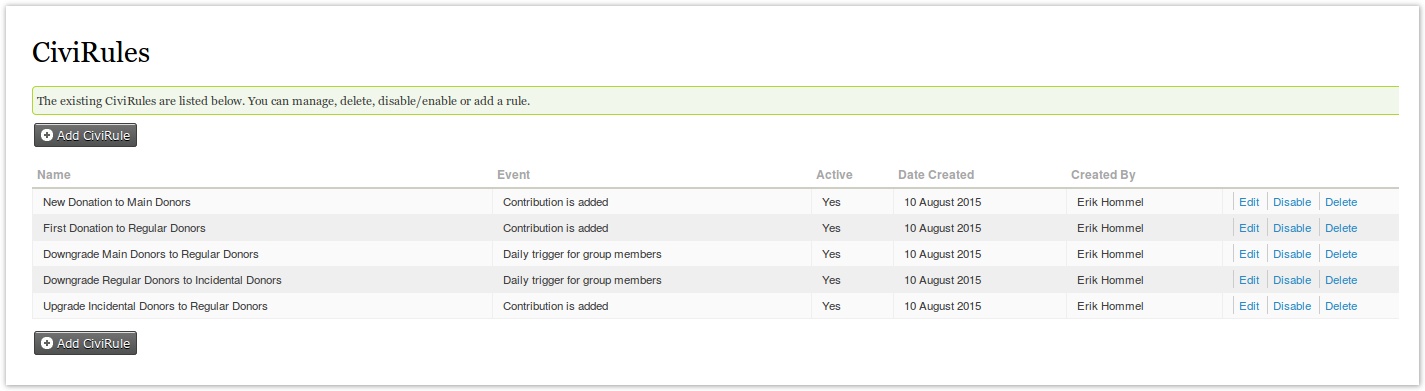 CiviRules
The existing CiviRules are listed below. You can manage, delete, disable/enable or add a rule.
Add CiviRule
Name Event Active Date Created Created By
New Donation to Main Donors Contribution is added Yes 10 August 2015 Erik Hommel Edit Disable Delete
First Donation to Regular Donors Contribution is added Yes 10 August 2015 Erik Hommel Edit Disable Delete
Downgrade Main Donors to Regular Donors Daily trigger for group members Yes 10 August 2015 Erik Hommel Edit Disable Delete
Downgrade Regular Donors to Incidental Donors Daily trigger for group members Yes 10 August 2015 Erik Hommel Edit Disable Delete
Upgrade Incidental Donors to Regular Donors Contribution is added Yes 10 August 2015 Erik Hommel Edit Disable Delete
Add CiviRule